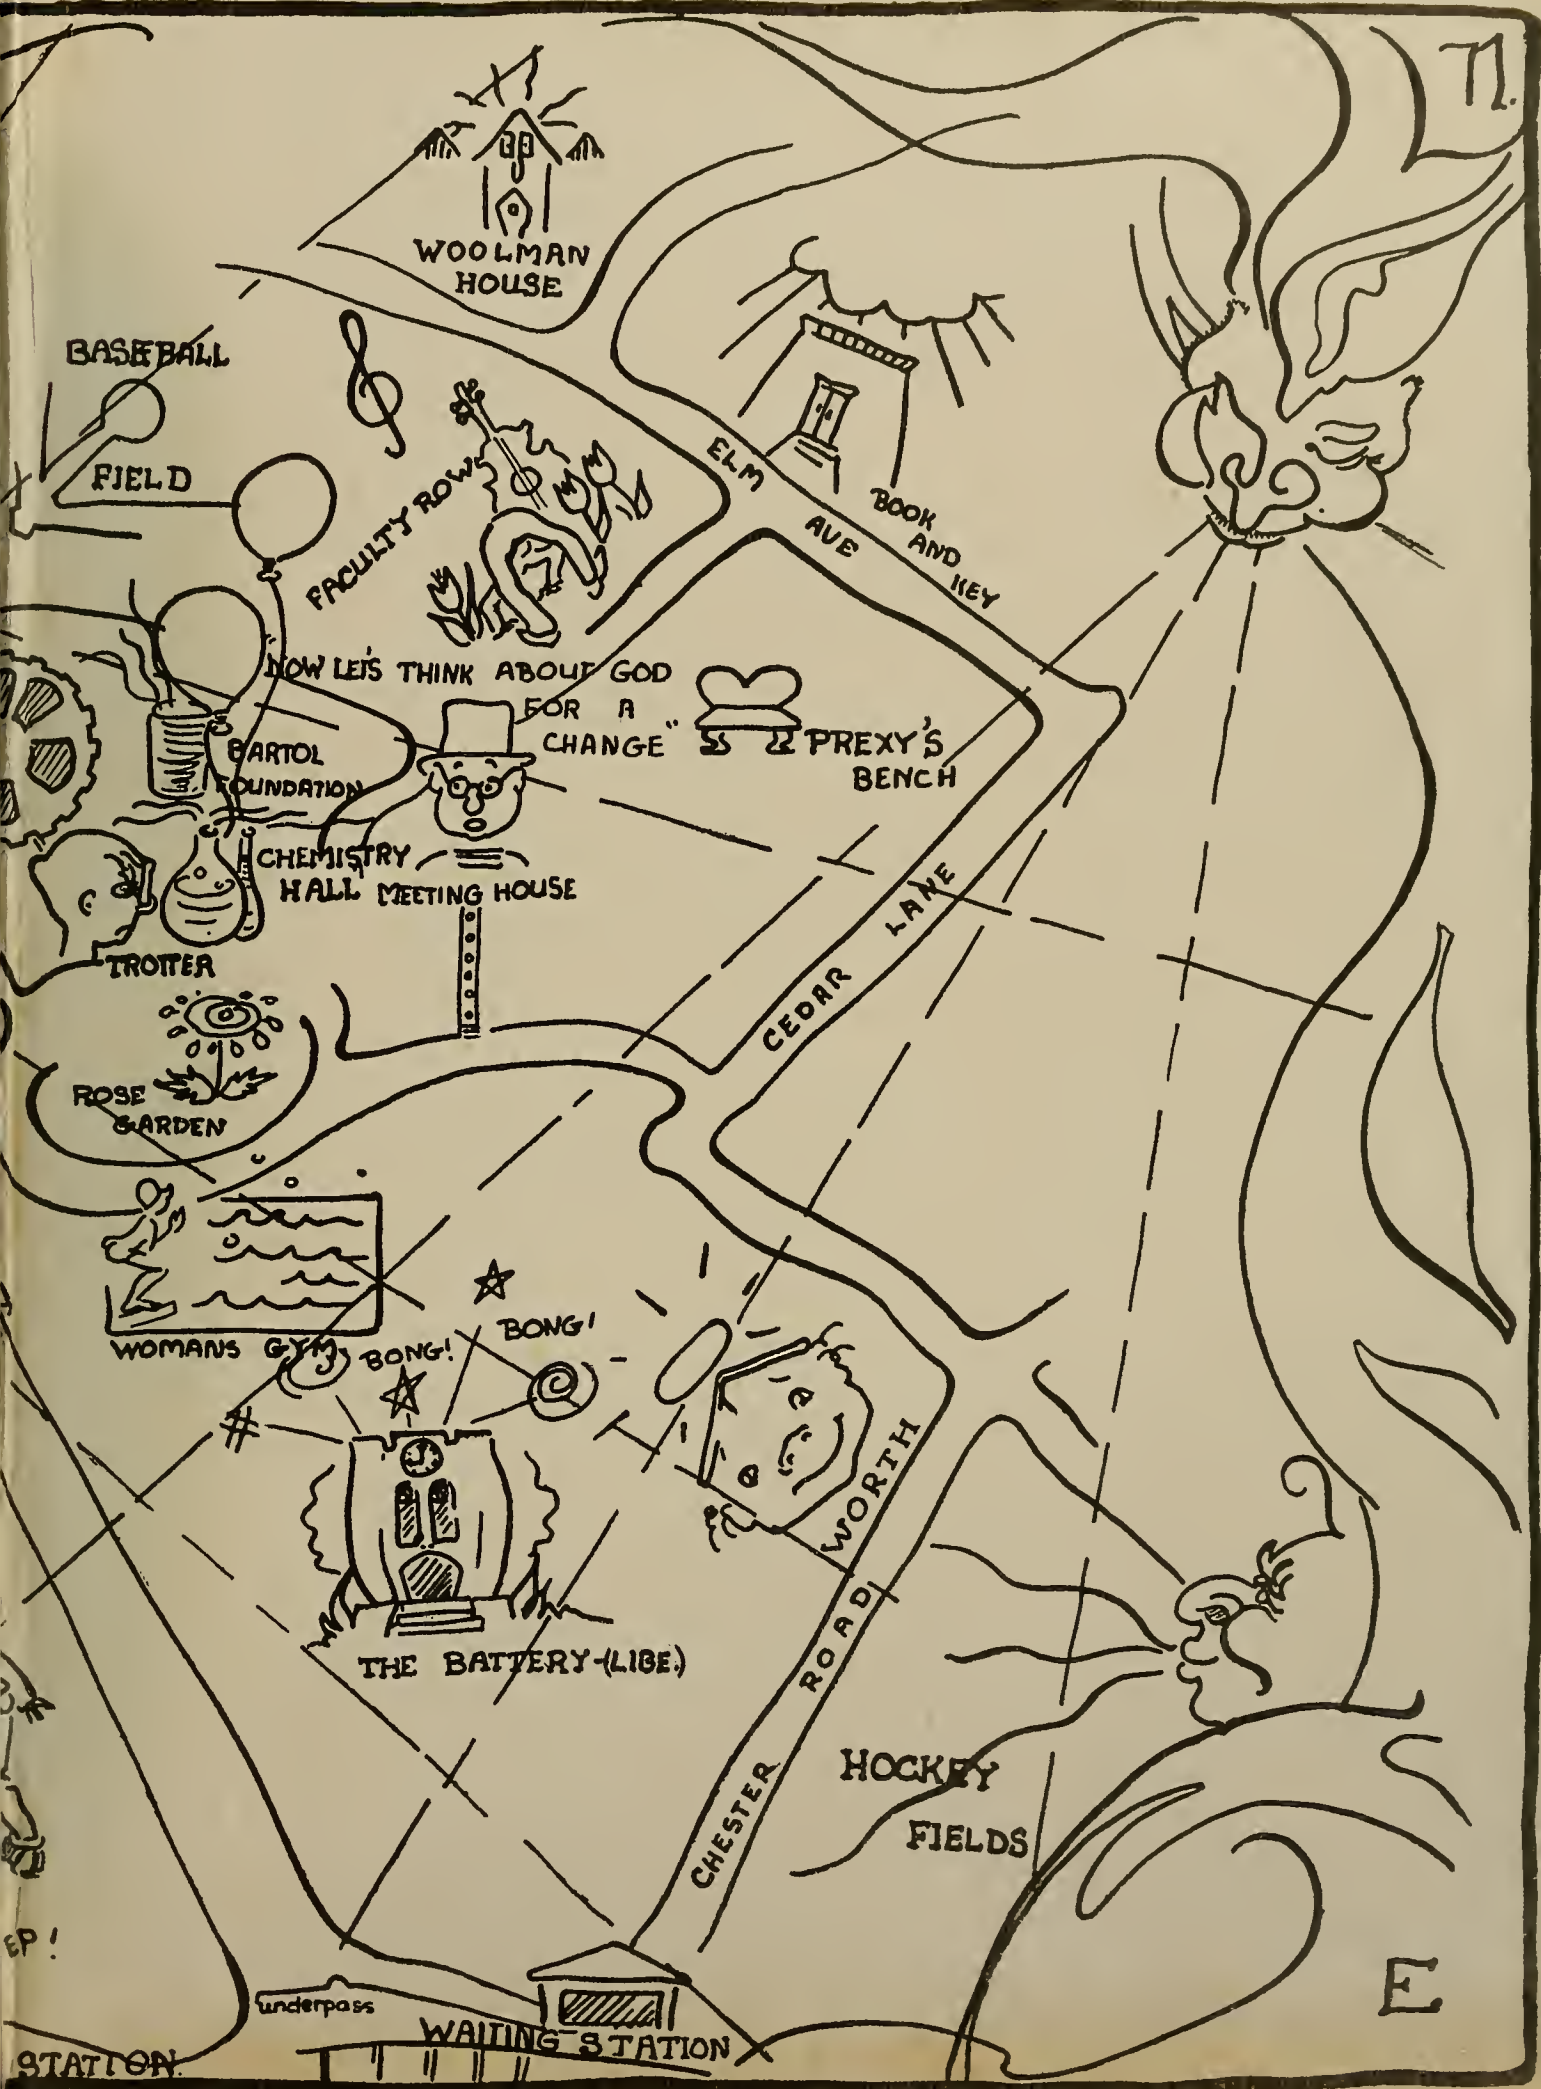 N.
WOOLMAN
HOUSE
BASEBALL
FIELD
FACULTY ROW
ELM
AVE
BOOK
AND
KEY
NOW LET'S THINK ABOUT GOD
FOR A
CHANGE"
PREXY'S
BENCH
BARTOL
FOUNDATION
CHEMISTRY
HALL
MEETING HOUSE
TROTTER
CEDAR LANE
ROSE
GARDEN
WOMANS GYM
BONG!
BONG!
#
WORTH
THE BATTERY-(LIBE.)
CHESTER ROAD
HOCKEY
FIELDS
EP!
E
underpass
WAITING STATION
STATION.